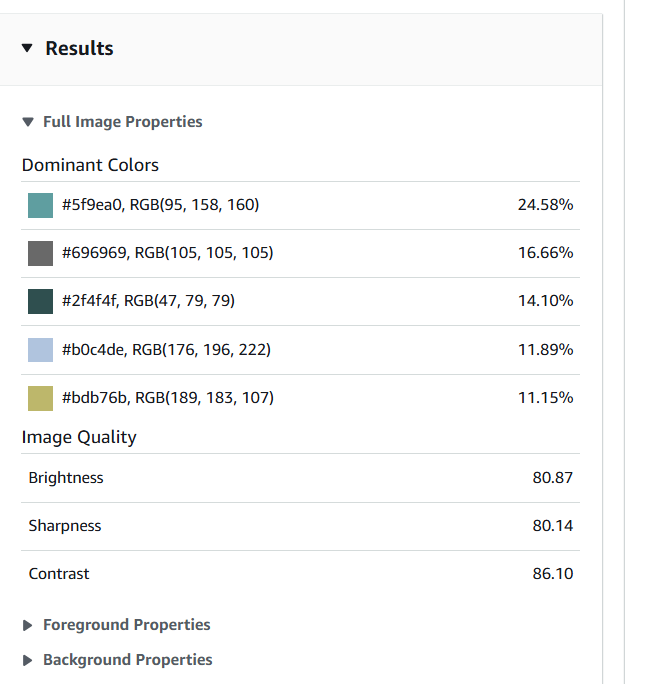 Results
Full Image Properties
Dominant Colors
#5f9ea0, RGB(95, 158, 160) 24.58%
#696969, RGB(105, 105, 105) 16.66%
#2f4f4f, RGB(47, 79, 79) 14.10%
#b0c4de, RGB(176, 196, 222) 11.89%
#bdb76b, RGB(189, 183, 107) 11.15%
Image Quality
Brightness 80.87
Sharpness 80.14
Contrast 86.10
Foreground Properties
Background Properties